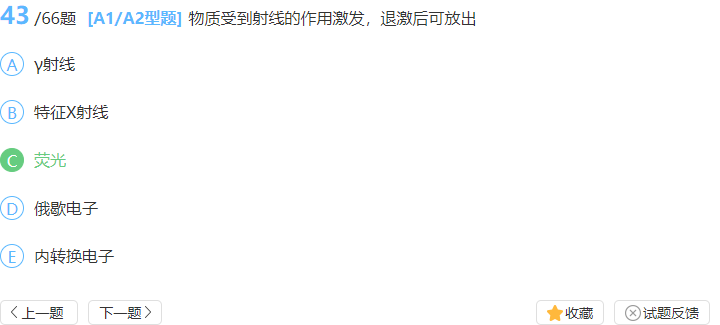 43 /66题 [A1/A2型题] 物质受到射线的作用激发，退激后可放出
A γ射线
B 特征X射线
C 荧光
D 俄歇电子
E 内转换电子
上一题 下一题 收藏 试题反馈